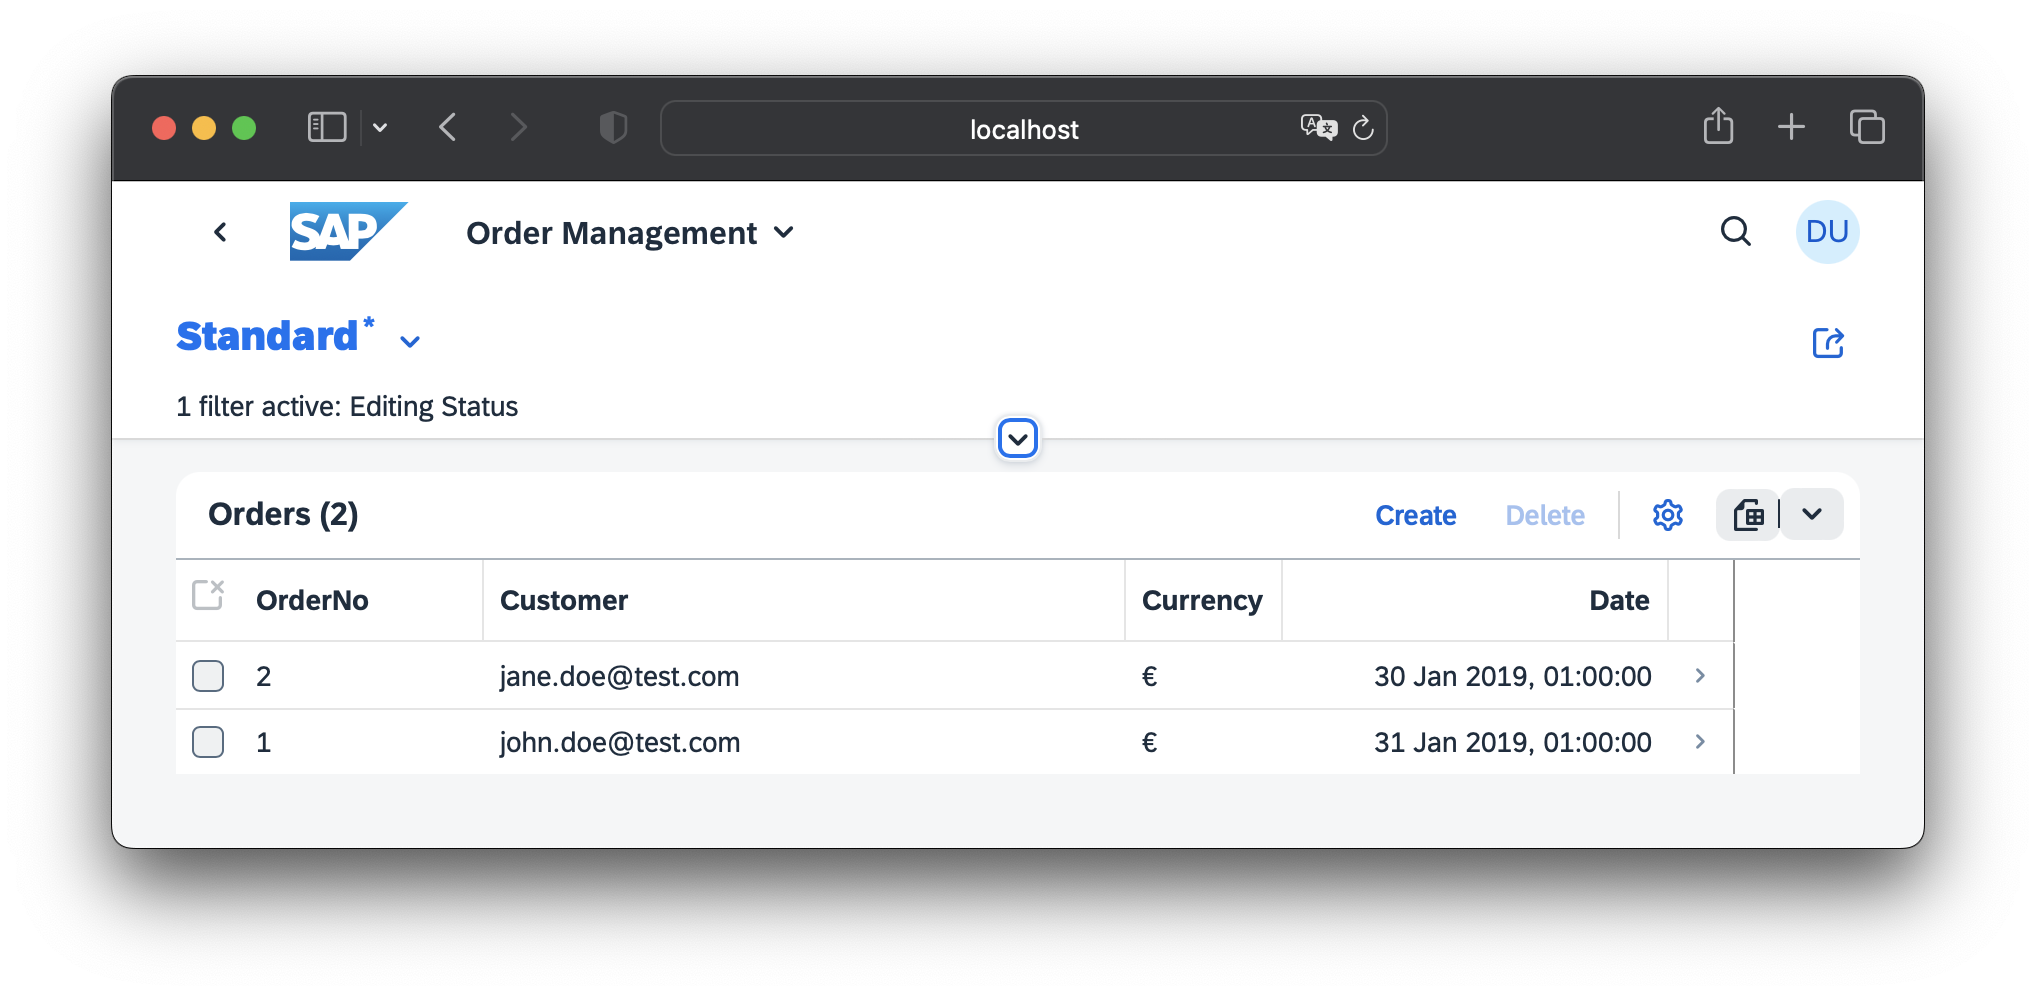 localhost
SAP Order Management DU
Standard *
1 filter active: Editing Status
Orders (2) Create Delete
OrderNo Customer Currency Date
2 jane.doe@test.com € 30 Jan 2019, 01:00:00
1 john.doe@test.com € 31 Jan 2019, 01:00:00